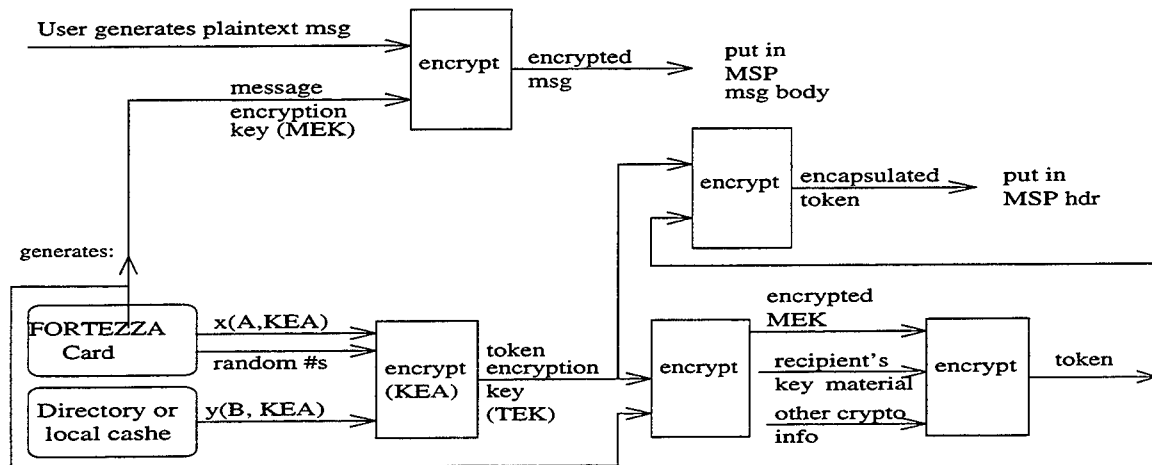 User generates plaintext msg
encrypt
encrypted
msg
put in
MSP
msg body
message
encryption
key (MEK)
encrypt
encapsulated
token
put in
MSP hdr
generates:
FORTEZZA
Card
x(A,KEA)
random #s
Directory or
local cashe
y(B, KEA)
encrypt
(KEA)
token
encryption
key
(TEK)
encrypt
encrypted
MEK
recipient's
key material
other crypto
info
encrypt
token